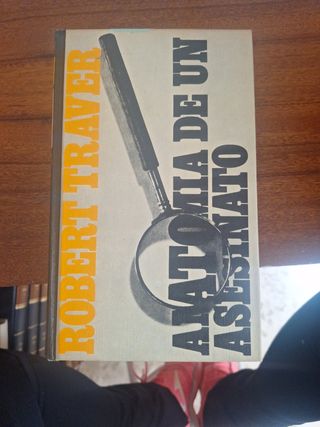 ROBERT TRAVER
ANATOMIA DE UN
ASESINATO